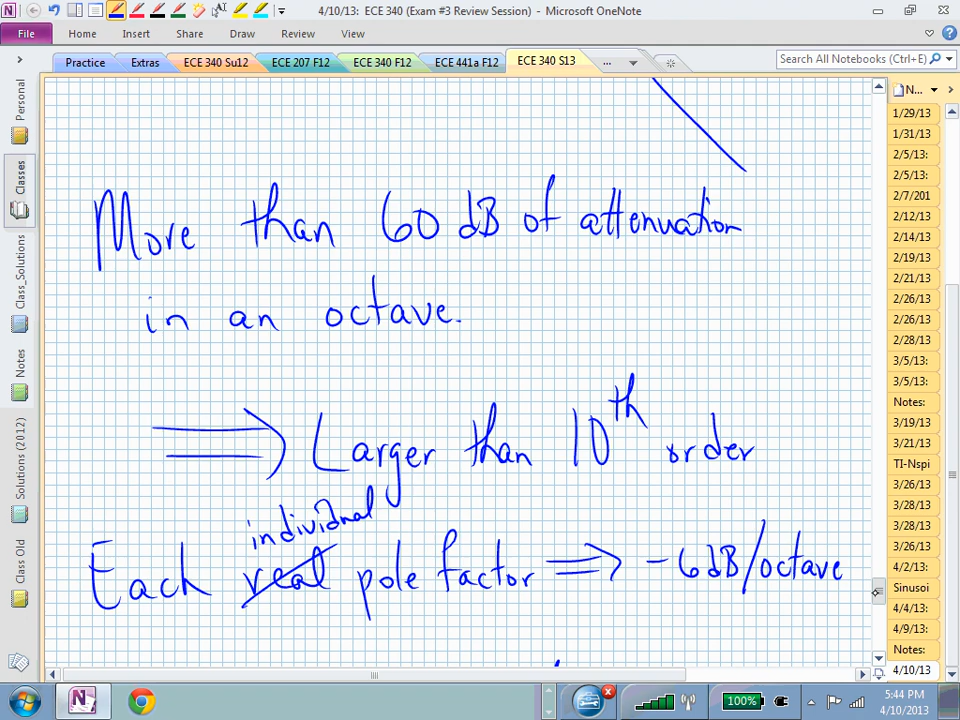 4/10/13: ECE 340 (Exam #3 Review Session) - Microsoft OneNote
File Home Insert Share Draw Review View
Practice Extras ECE 340 Su12 ECE 207 F12 ECE 340 F12 ECE 441a F12 ECE 340 S13 ...
Search All Notebooks (Ctrl+E)
Personal
Classes
Class_Solutions
Notes
Solutions (2012)
Class Old
More than 60 dB of attenuation
in an octave.
⇒ Larger than 10th order
individual
Each real pole factor ⇒ -6dB/octave
N...
1/29/13
1/31/13
2/5/13:
2/5/13:
2/7/201
2/12/13
2/14/13
2/19/13
2/21/13
2/26/13
2/26/13
3/5/13:
3/5/13:
Notes:
3/19/13
3/21/13
TI-Nspi
3/26/13
3/28/13
3/28/13
3/26/13
4/2/13:
Sinusoi
4/4/13:
4/9/13:
Notes:
4/10/13
100%
5:44 PM
4/10/2013